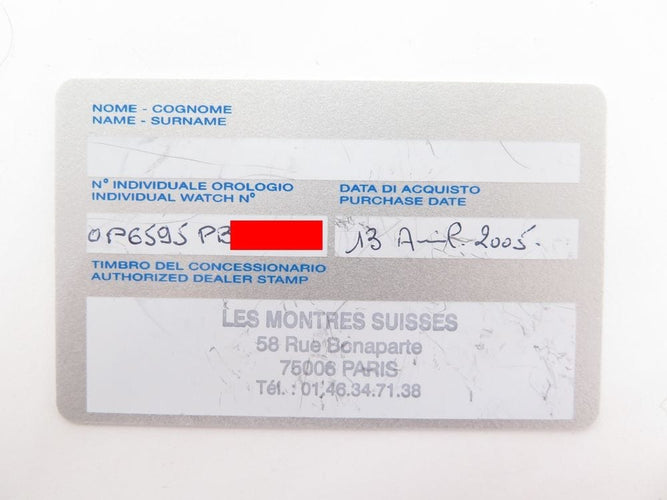 NOME - COGNOME
NAME - SURNAME
N° INDIVIDUALE OROLOGIO
INDIVIDUAL WATCH N°
DATA DI ACQUISTO
PURCHASE DATE
OP6595 PB
13 Avril. 2005.
TIMBRO DEL CONCESSIONARIO
AUTHORIZED DEALER STAMP
LES MONTRES SUISSES
58 Rue Bonaparte
75006 PARIS
Tél. : 01.46.34.71.38